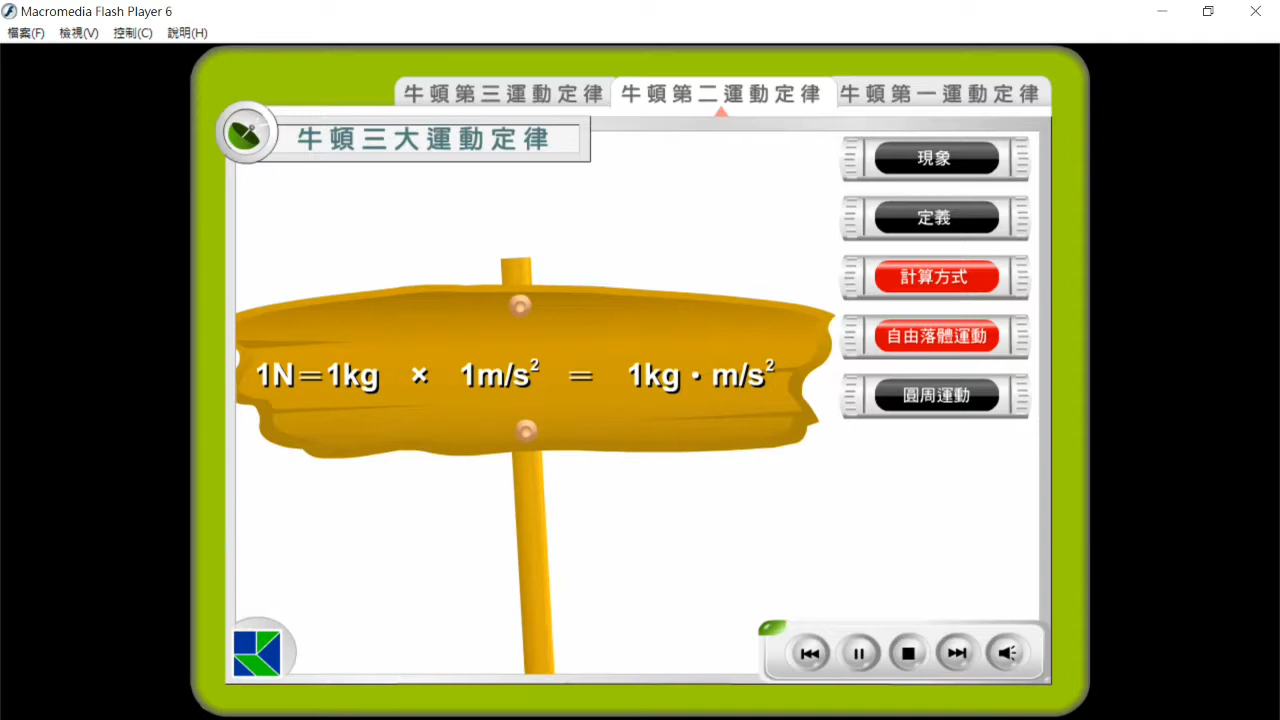 Macromedia Flash Player 6
檔案(F) 檢視(V) 控制(C) 說明(H)
牛頓第三運動定律 牛頓第二運動定律 牛頓第一運動定律
牛頓三大運動定律
現象
定義
計算方式
自由落體運動
圓周運動
1N＝1kg × 1m/s² ＝ 1kg・m/s²